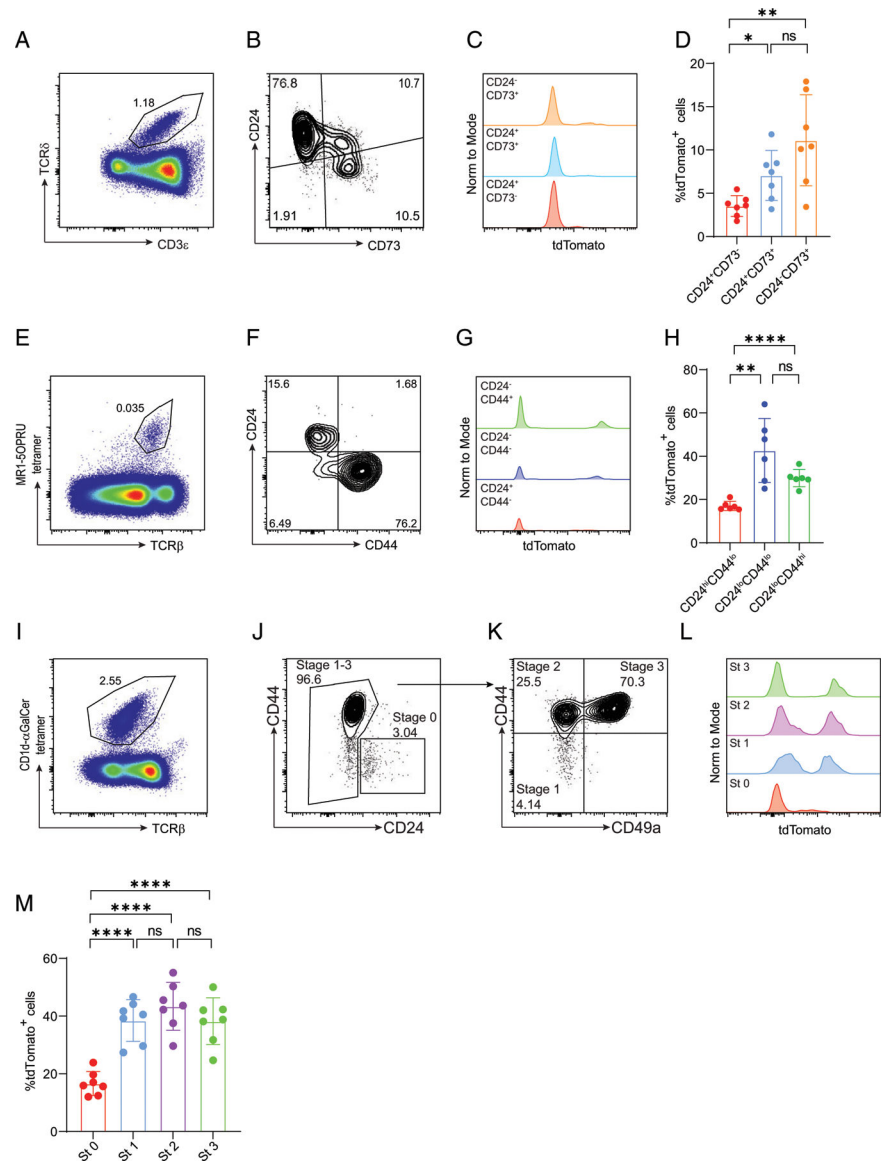 A
1.18
TCRδ
CD3ε
B
76.8
10.7
1.91
10.5
CD24
CD73
C
CD24-
CD73+
CD24+
CD73+
CD24+
CD73-
Norm to Mode
tdTomato
D
**
*
ns
%tdTomato+ cells
20
15
10
5
0
CD24+CD73-
CD24+CD73+
CD24-CD73+
E
0.035
MR1-5OPRU
tetramer
TCRβ
F
15.6
1.68
6.49
76.2
CD24
CD44
G
CD24-
CD44+
CD24-
CD44-
CD24+
CD44-
Norm to Mode
tdTomato
H
****
**
ns
%tdTomato+ cells
80
60
40
20
0
CD24hiCD44lo
CD24loCD44lo
CD24loCD44hi
I
2.55
CD1d-αGalCer
tetramer
TCRβ
J
Stage 1-3
96.6
Stage 0
3.04
CD44
CD24
K
Stage 2
25.5
Stage 3
70.3
Stage 1
4.14
CD44
CD49a
L
St 3
St 2
St 1
St 0
Norm to Mode
tdTomato
M
****
****
****
ns
ns
%tdTomato+ cells
60
40
20
0
St 0
St 1
St 2
St 3